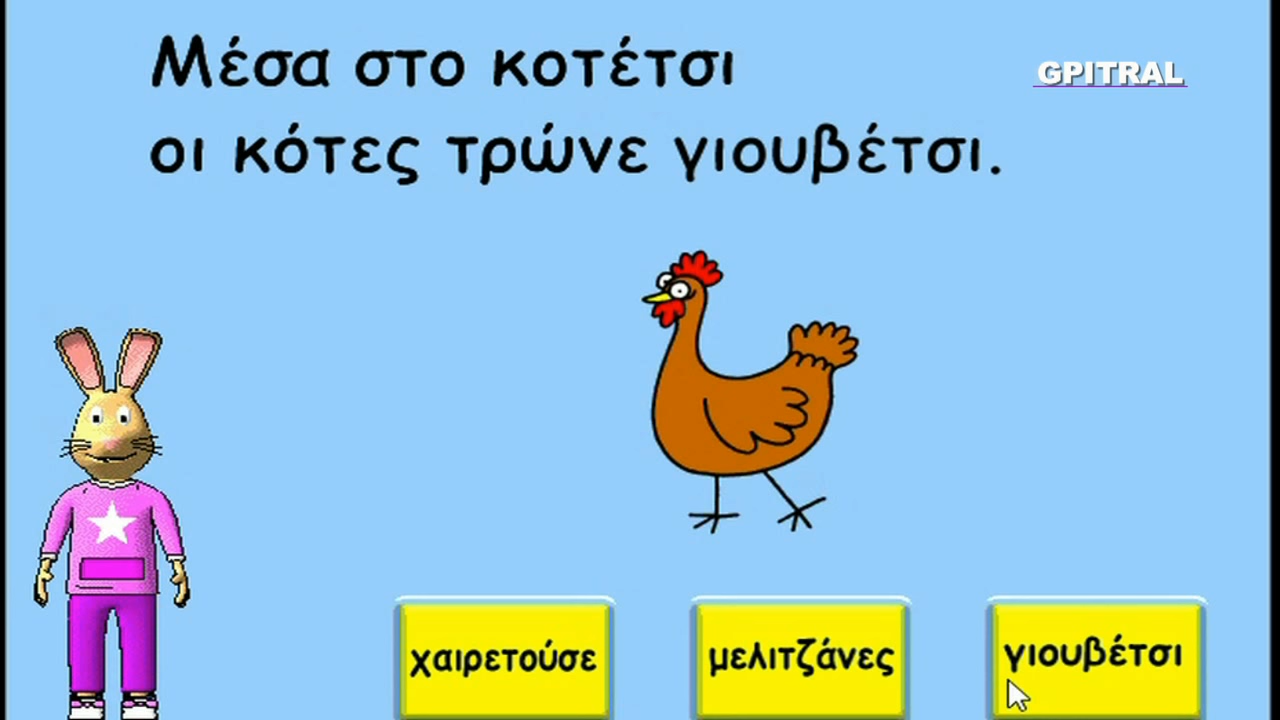 Μέσα στο κοτέτσι
οι κότες τρώνε γιουβέτσι.
GPITRAL
χαιρετούσε
μελιτζάνες
γιουβέτσι